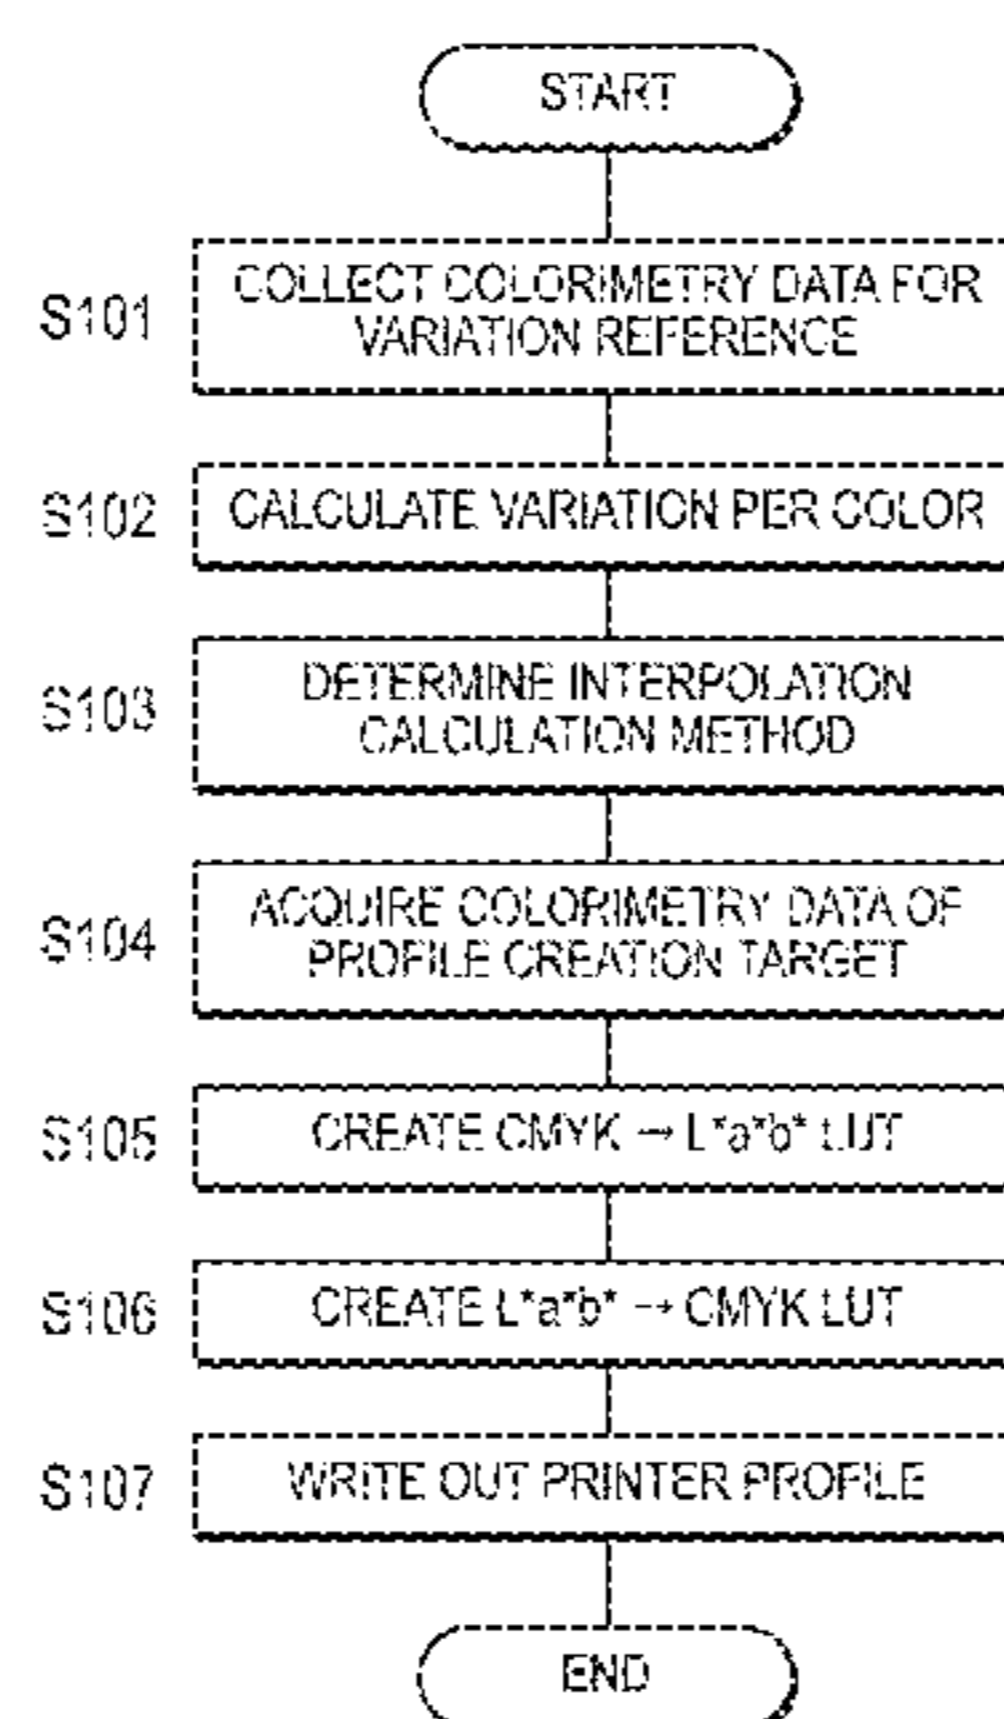 START
S101
COLLECT COLORIMETRY DATA FOR
VARIATION REFERENCE
S102
CALCULATE VARIATION PER COLOR
S103
DETERMINE INTERPOLATION
CALCULATION METHOD
S104
ACQUIRE COLORIMETRY DATA OF
PROFILE CREATION TARGET
S105
CREATE CMYK → L*a*b* LUT
S106
CREATE L*a*b* → CMYK LUT
S107
WRITE OUT PRINTER PROFILE
END